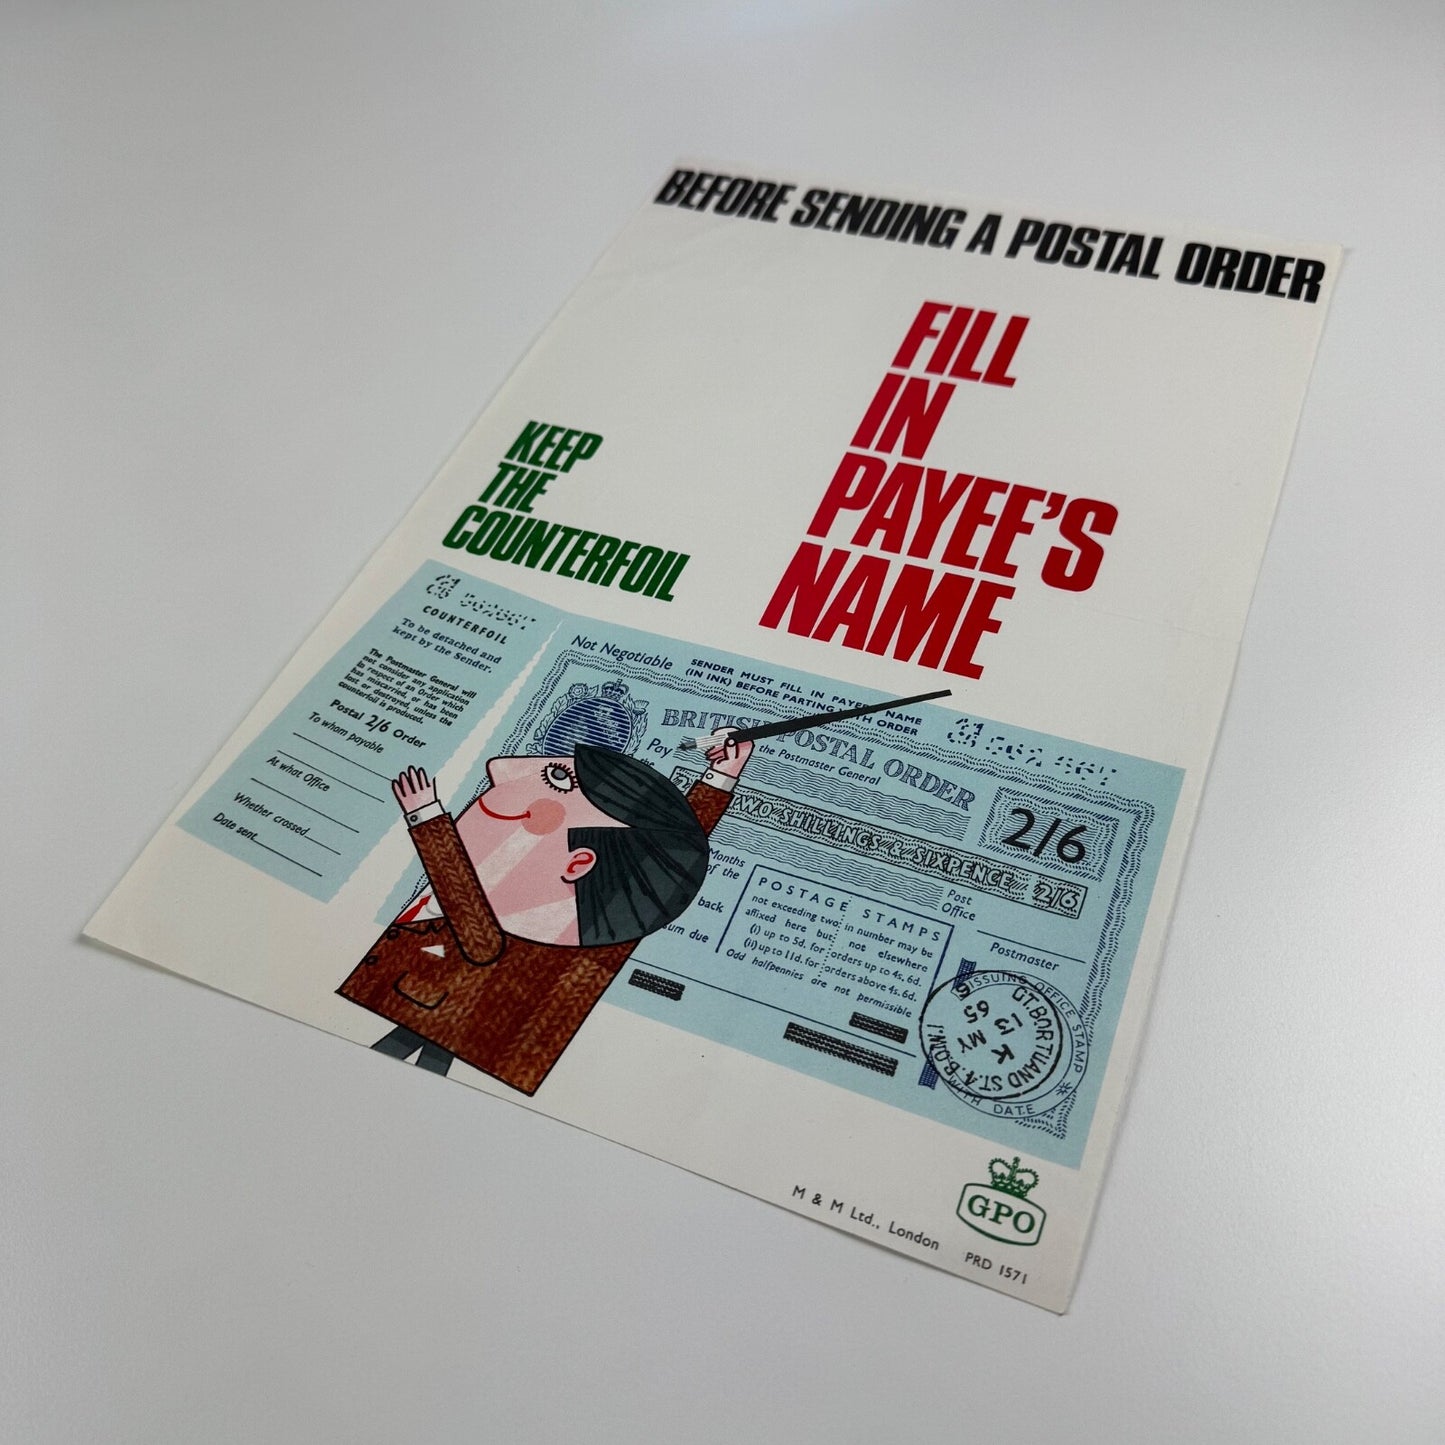 BEFORE SENDING A POSTAL ORDER
FILL
IN
PAYEE'S
NAME
KEEP
THE
COUNTERFOIL
COUNTERFOIL
To be detached and
kept by the Sender.
The Postmaster General will
not consider any application
in respect of an Order which
has miscarried, or has been
lost or destroyed, unless the
counterfoil is produced.
Postal 2/6 Order
To whom payable
At what Office
Whether crossed
Date sent
Not Negotiable
SENDER MUST FILL IN PAYEE'S NAME
(IN INK) BEFORE PARTING WITH ORDER
BRITISH POSTAL ORDER
Pay
the Postmaster General
2/6
TWO SHILLINGS & SIXPENCE 2/6
Months
of the
back
due
POSTAGE STAMPS
not exceeding two in number may be
affixed here but not elsewhere
(i) up to 5d. for orders up to 4s. 6d.
(ii) up to 11d. for orders above 4s. 6d.
Odd halfpennies are not permissible
Post
Office
Postmaster
ISSUING OFFICE STAMP
WITH DATE
K
13 MY
65
GPO
M & M Ltd., London
PRD 1571